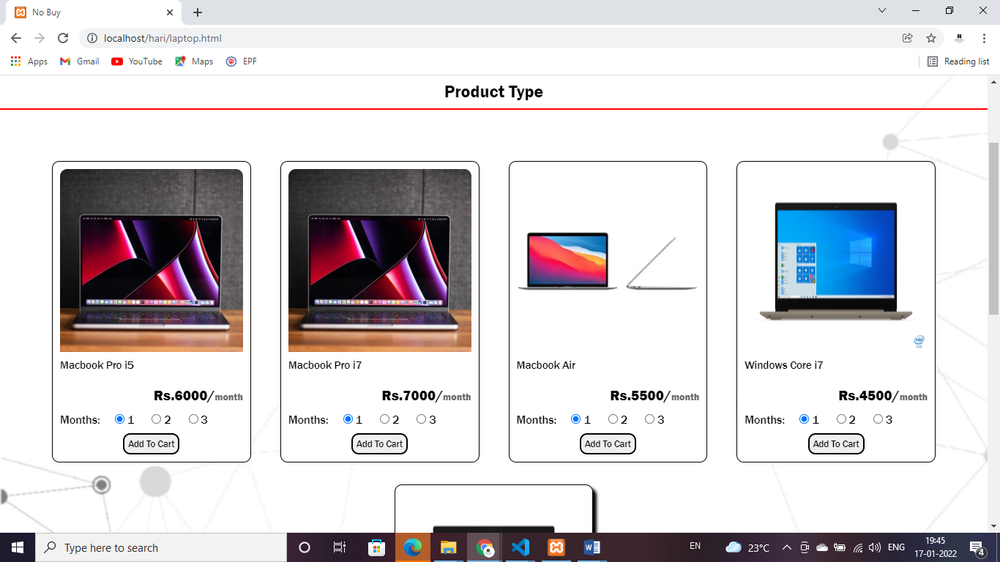 No Buy
localhost/hari/laptop.html
Apps Gmail YouTube Maps EPF Reading list
Product Type
Macbook Pro i5 Macbook Pro i7 Macbook Air Windows Core i7
Rs.6000/month Rs.7000/month Rs.5500/month Rs.4500/month
Months: 1 2 3 Months: 1 2 3 Months: 1 2 3 Months: 1 2 3
Add To Cart Add To Cart Add To Cart Add To Cart
Type here to search EN 23°C ENG 19:45
17-01-2022 4